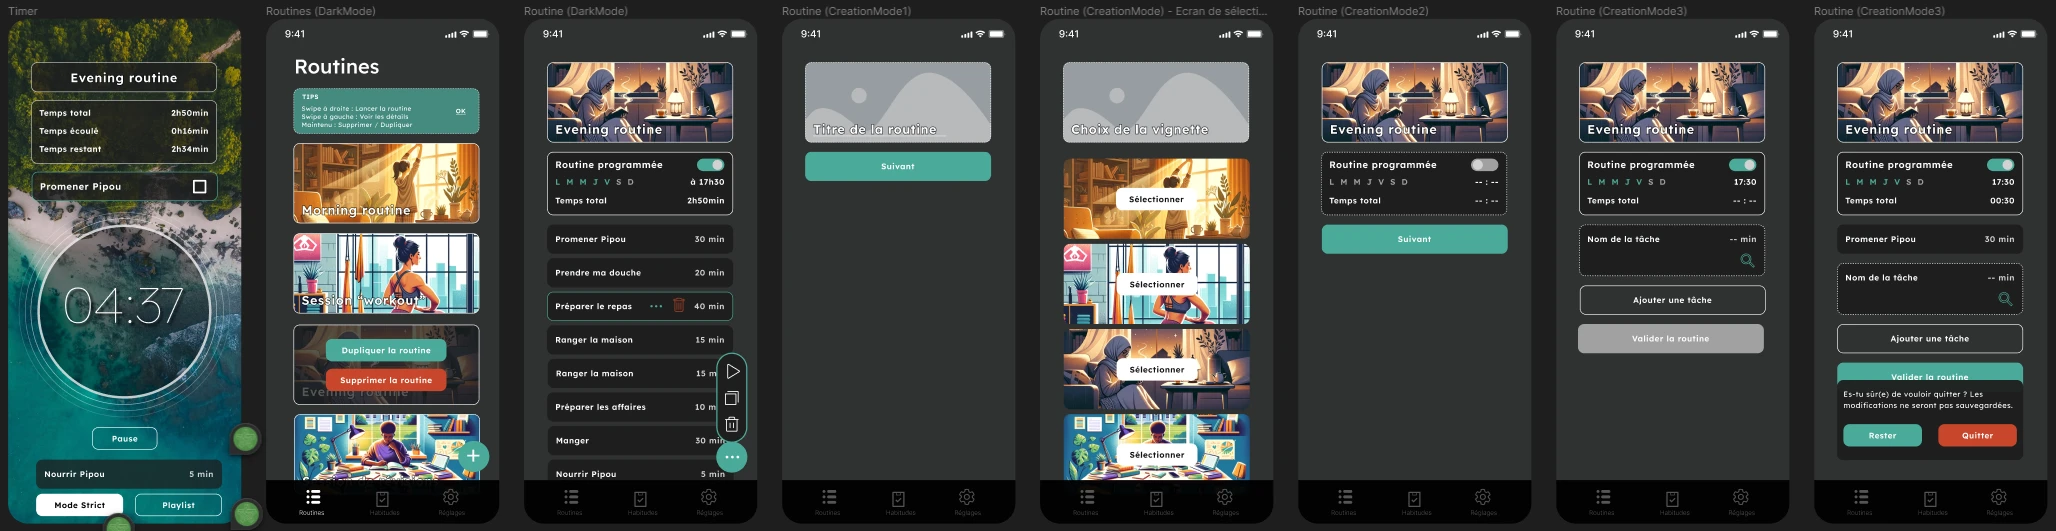 Timer
Evening routine
Temps total 2h50min
Temps écoulé 0h16min
Temps restant 2h34min
Promener Pipou
04:37
Pause
Nourrir Pipou 5 min
Mode Strict Playlist
Routines (DarkMode)
9:41
Routines
TIPS
Swipe à droite : Lancer la routine
Swipe à gauche : Voir les détails
Maintenu : Supprimer / Dupliquer
OK
Morning routine
Session "workout"
Dupliquer la routine
Supprimer la routine
Evening routine
Routines Habitudes Réglages
Routine (DarkMode)
9:41
Evening routine
Routine programmée
L M M J V S D à 17h30
Temps total 2h50min
Promener Pipou 30 min
Prendre ma douche 20 min
Préparer le repas 40 min
Ranger la maison 15 min
Ranger la maison 15 m
Préparer les affaires 10 m
Manger 30 min
Nourrir Pipou 5 min
Routines Habitudes Réglages
Routine (CreationMode1)
9:41
Titre de la routine
Suivant
Routines Habitudes Réglages
Routine (CreationMode) - Ecran de sélecti...
9:41
Choix de la vignette
Sélectionner
Sélectionner
Sélectionner
Sélectionner
Routines Habitudes Réglages
Routine (CreationMode2)
9:41
Evening routine
Routine programmée
L M M J V S D -- : --
Temps total -- : --
Suivant
Routines Habitudes Réglages
Routine (CreationMode3)
9:41
Evening routine
Routine programmée
L M M J V S D 17:30
Temps total -- : --
Nom de la tâche -- min
Ajouter une tâche
Valider la routine
Routines Habitudes Réglages
Routine (CreationMode3)
9:41
Evening routine
Routine programmée
L M M J V S D 17:30
Temps total 00:30
Promener Pipou 30 min
Nom de la tâche -- min
Ajouter une tâche
Valider la routine
Es-tu sûr(e) de vouloir quitter ? Les
modifications ne seront pas sauvegardées.
Rester Quitter
Routines Habitudes Réglages